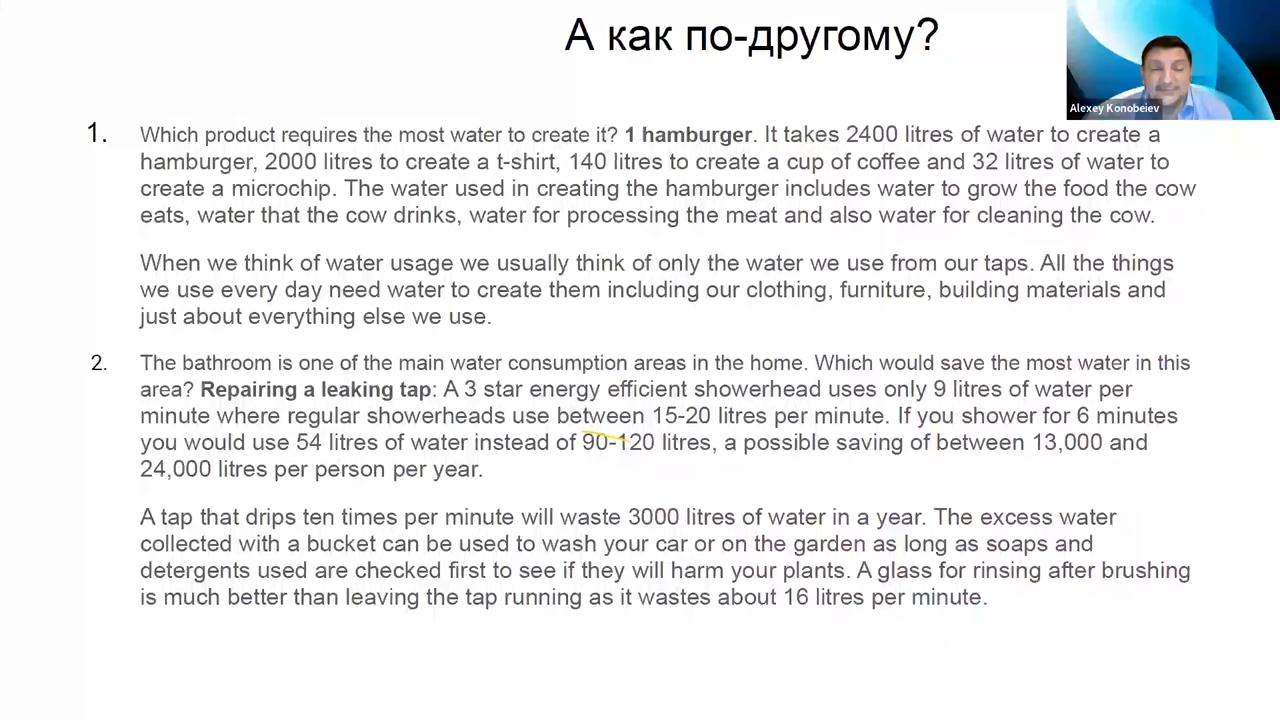 А как по-другому?
Alexey Konobeiev
1. Which product requires the most water to create it? 1 hamburger. It takes 2400 litres of water to create a
hamburger, 2000 litres to create a t-shirt, 140 litres to create a cup of coffee and 32 litres of water to
create a microchip. The water used in creating the hamburger includes water to grow the food the cow
eats, water that the cow drinks, water for processing the meat and also water for cleaning the cow.
When we think of water usage we usually think of only the water we use from our taps. All the things
we use every day need water to create them including our clothing, furniture, building materials and
just about everything else we use.
2. The bathroom is one of the main water consumption areas in the home. Which would save the most water in this
area? Repairing a leaking tap: A 3 star energy efficient showerhead uses only 9 litres of water per
minute where regular showerheads use between 15-20 litres per minute. If you shower for 6 minutes
you would use 54 litres of water instead of 90-120 litres, a possible saving of between 13,000 and
24,000 litres per person per year.
A tap that drips ten times per minute will waste 3000 litres of water in a year. The excess water
collected with a bucket can be used to wash your car or on the garden as long as soaps and
detergents used are checked first to see if they will harm your plants. A glass for rinsing after brushing
is much better than leaving the tap running as it wastes about 16 litres per minute.